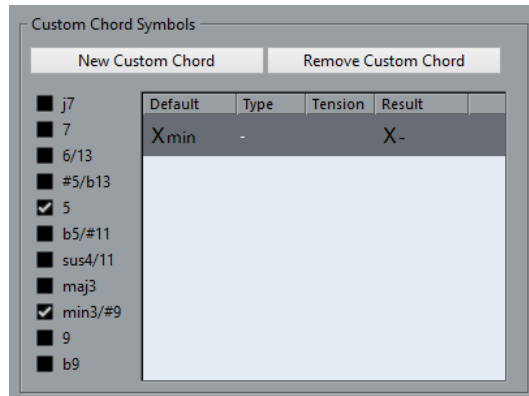 Custom Chord Symbols
New Custom Chord Remove Custom Chord
j7
7
6/13
#5/b13
5
b5/#11
sus4/11
maj3
min3/#9
9
b9
Default Type Tension Result
Xmin - X-